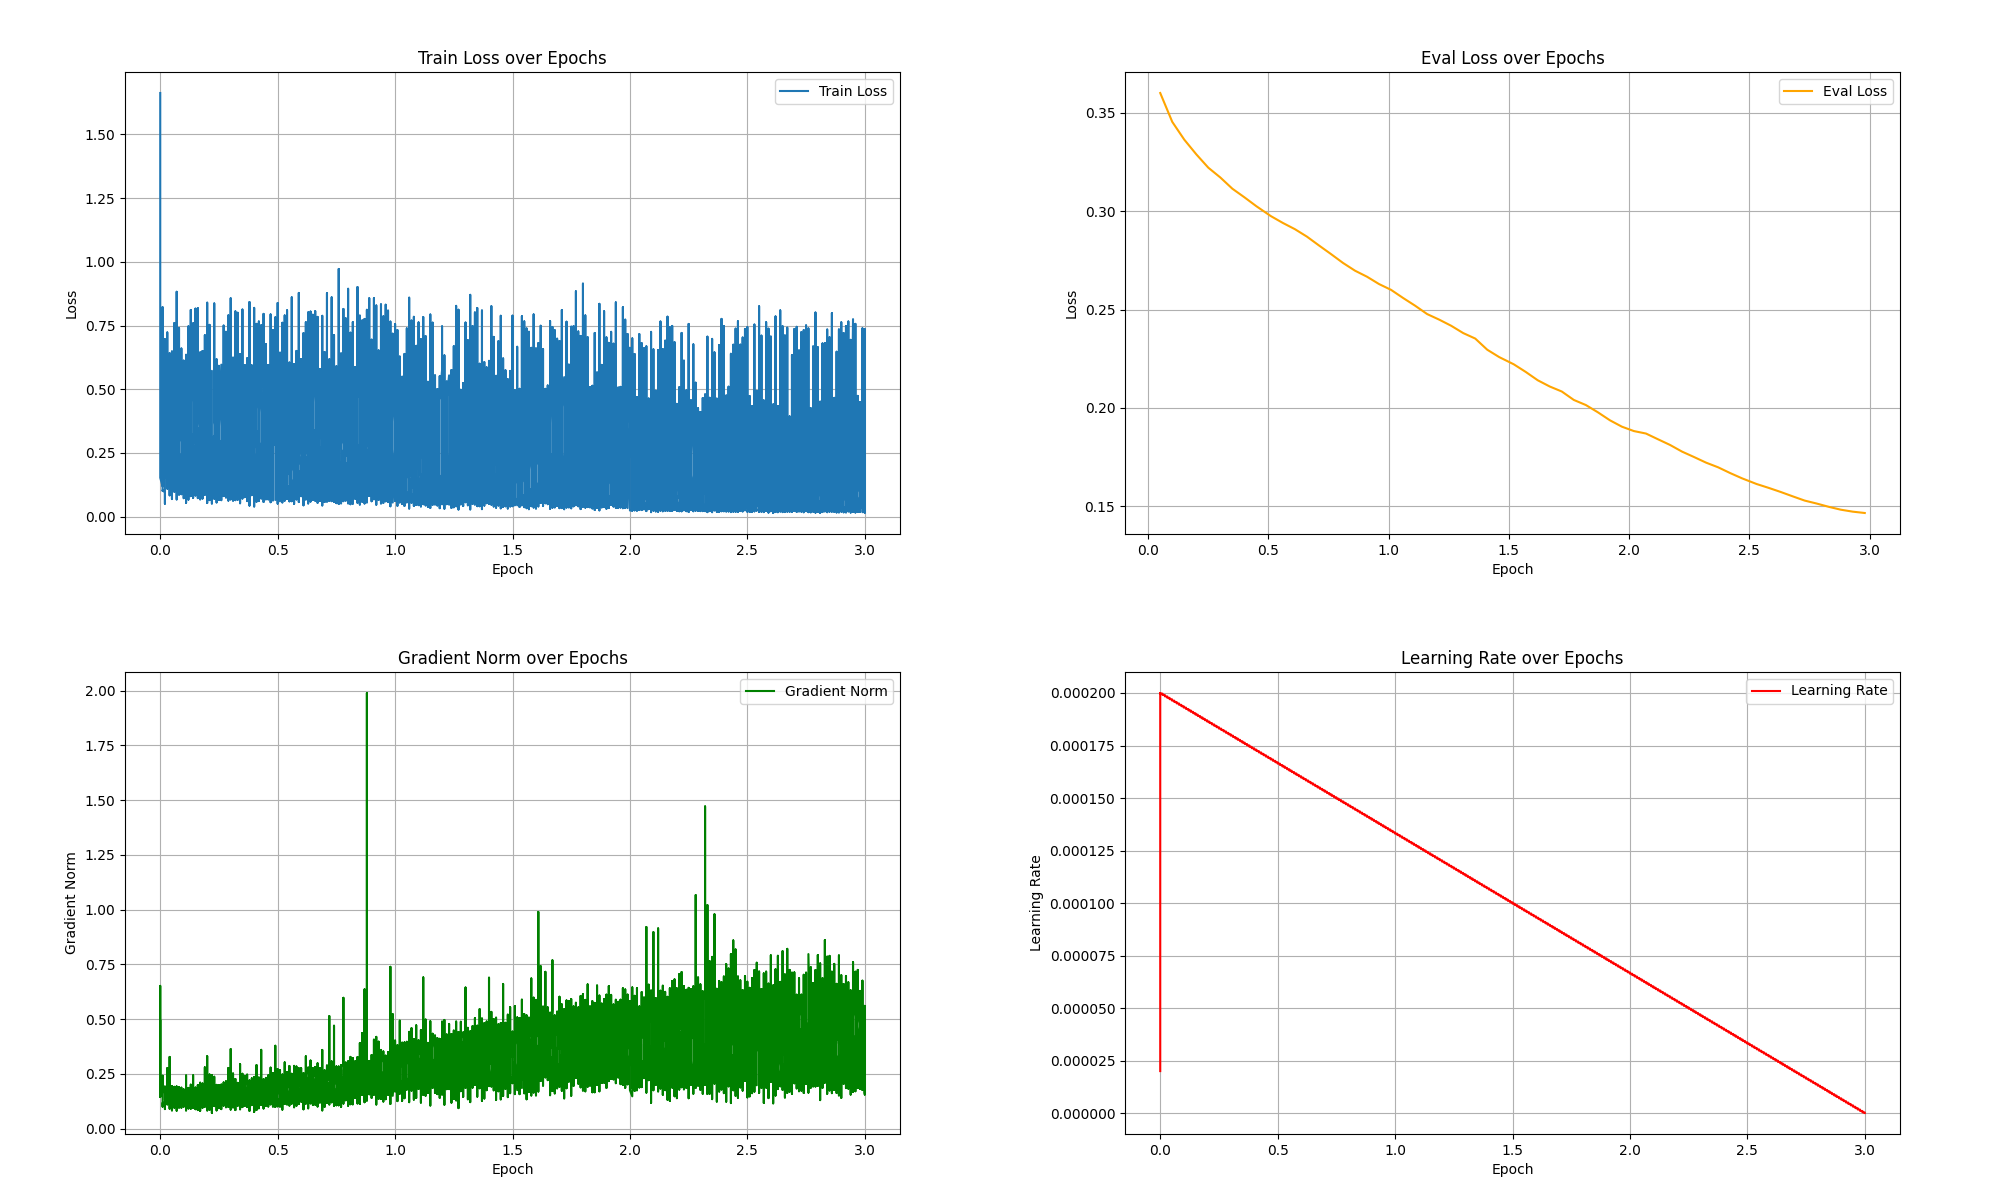 Train Loss over Epochs
Train Loss
1.50
1.25
1.00
0.75
0.50
0.25
0.00
Loss
0.0 0.5 1.0 1.5 2.0 2.5 3.0
Epoch
Eval Loss over Epochs
Eval Loss
0.35
0.30
0.25
0.20
0.15
Loss
0.0 0.5 1.0 1.5 2.0 2.5 3.0
Epoch
Gradient Norm over Epochs
Gradient Norm
2.00
1.75
1.50
1.25
1.00
0.75
0.50
0.25
0.00
Gradient Norm
0.0 0.5 1.0 1.5 2.0 2.5 3.0
Epoch
Learning Rate over Epochs
Learning Rate
0.000200
0.000175
0.000150
0.000125
0.000100
0.000075
0.000050
0.000025
0.000000
Learning Rate
0.0 0.5 1.0 1.5 2.0 2.5 3.0
Epoch